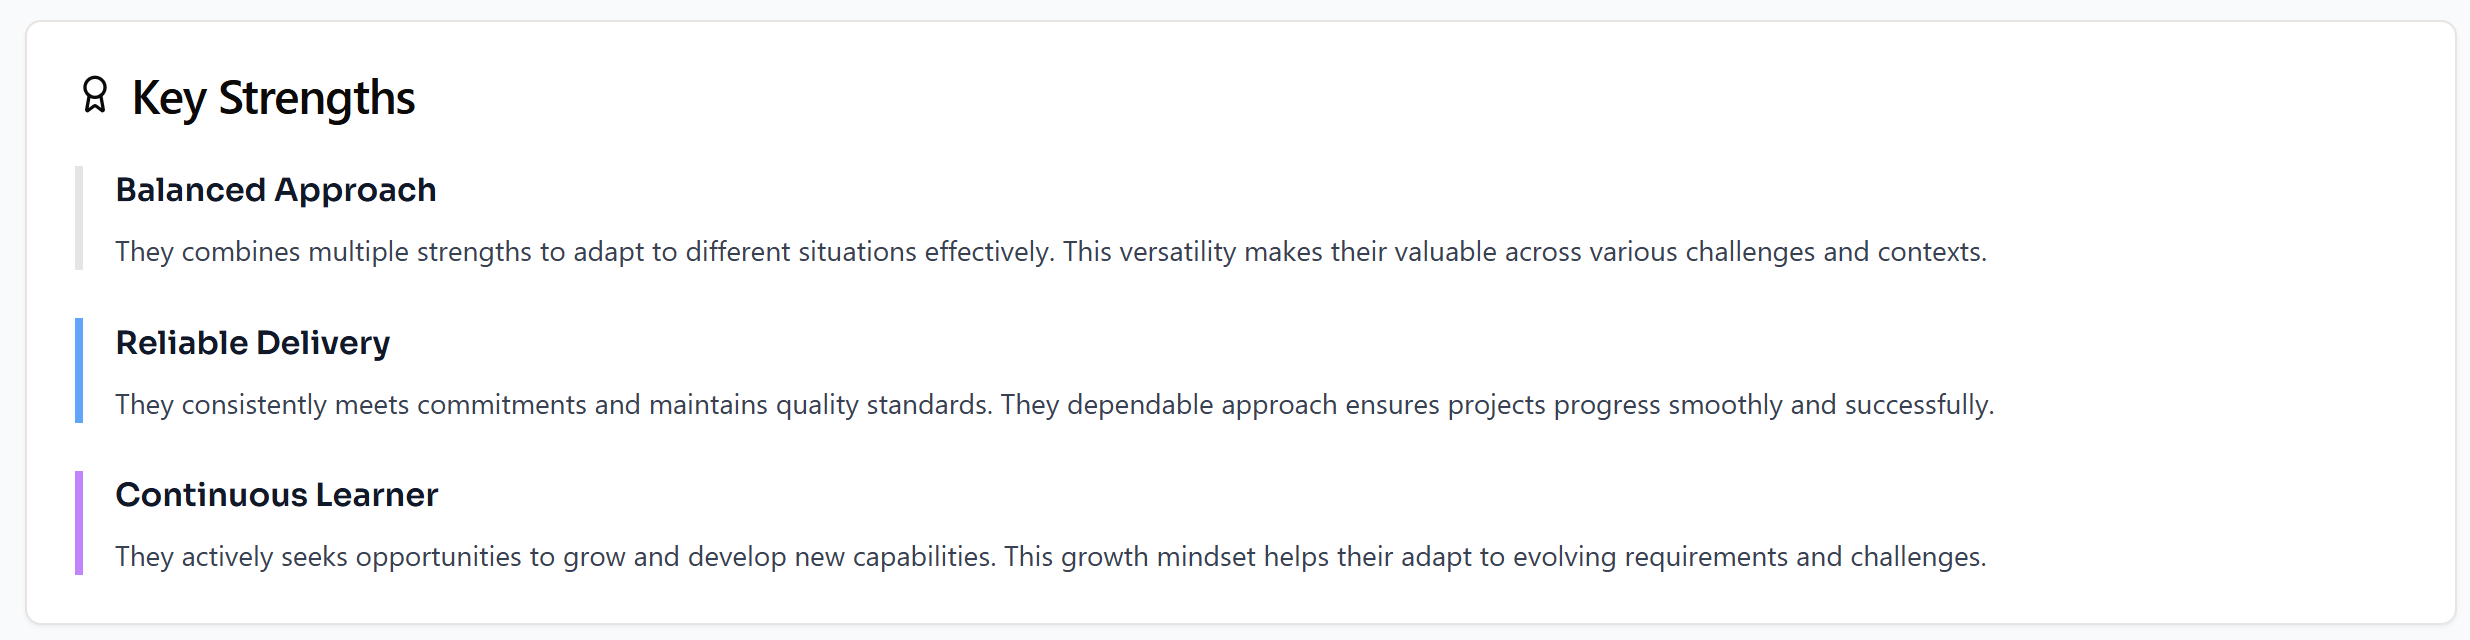 Key Strengths
Balanced Approach
They combines multiple strengths to adapt to different situations effectively. This versatility makes their valuable across various challenges and contexts.
Reliable Delivery
They consistently meets commitments and maintains quality standards. They dependable approach ensures projects progress smoothly and successfully.
Continuous Learner
They actively seeks opportunities to grow and develop new capabilities. This growth mindset helps their adapt to evolving requirements and challenges.